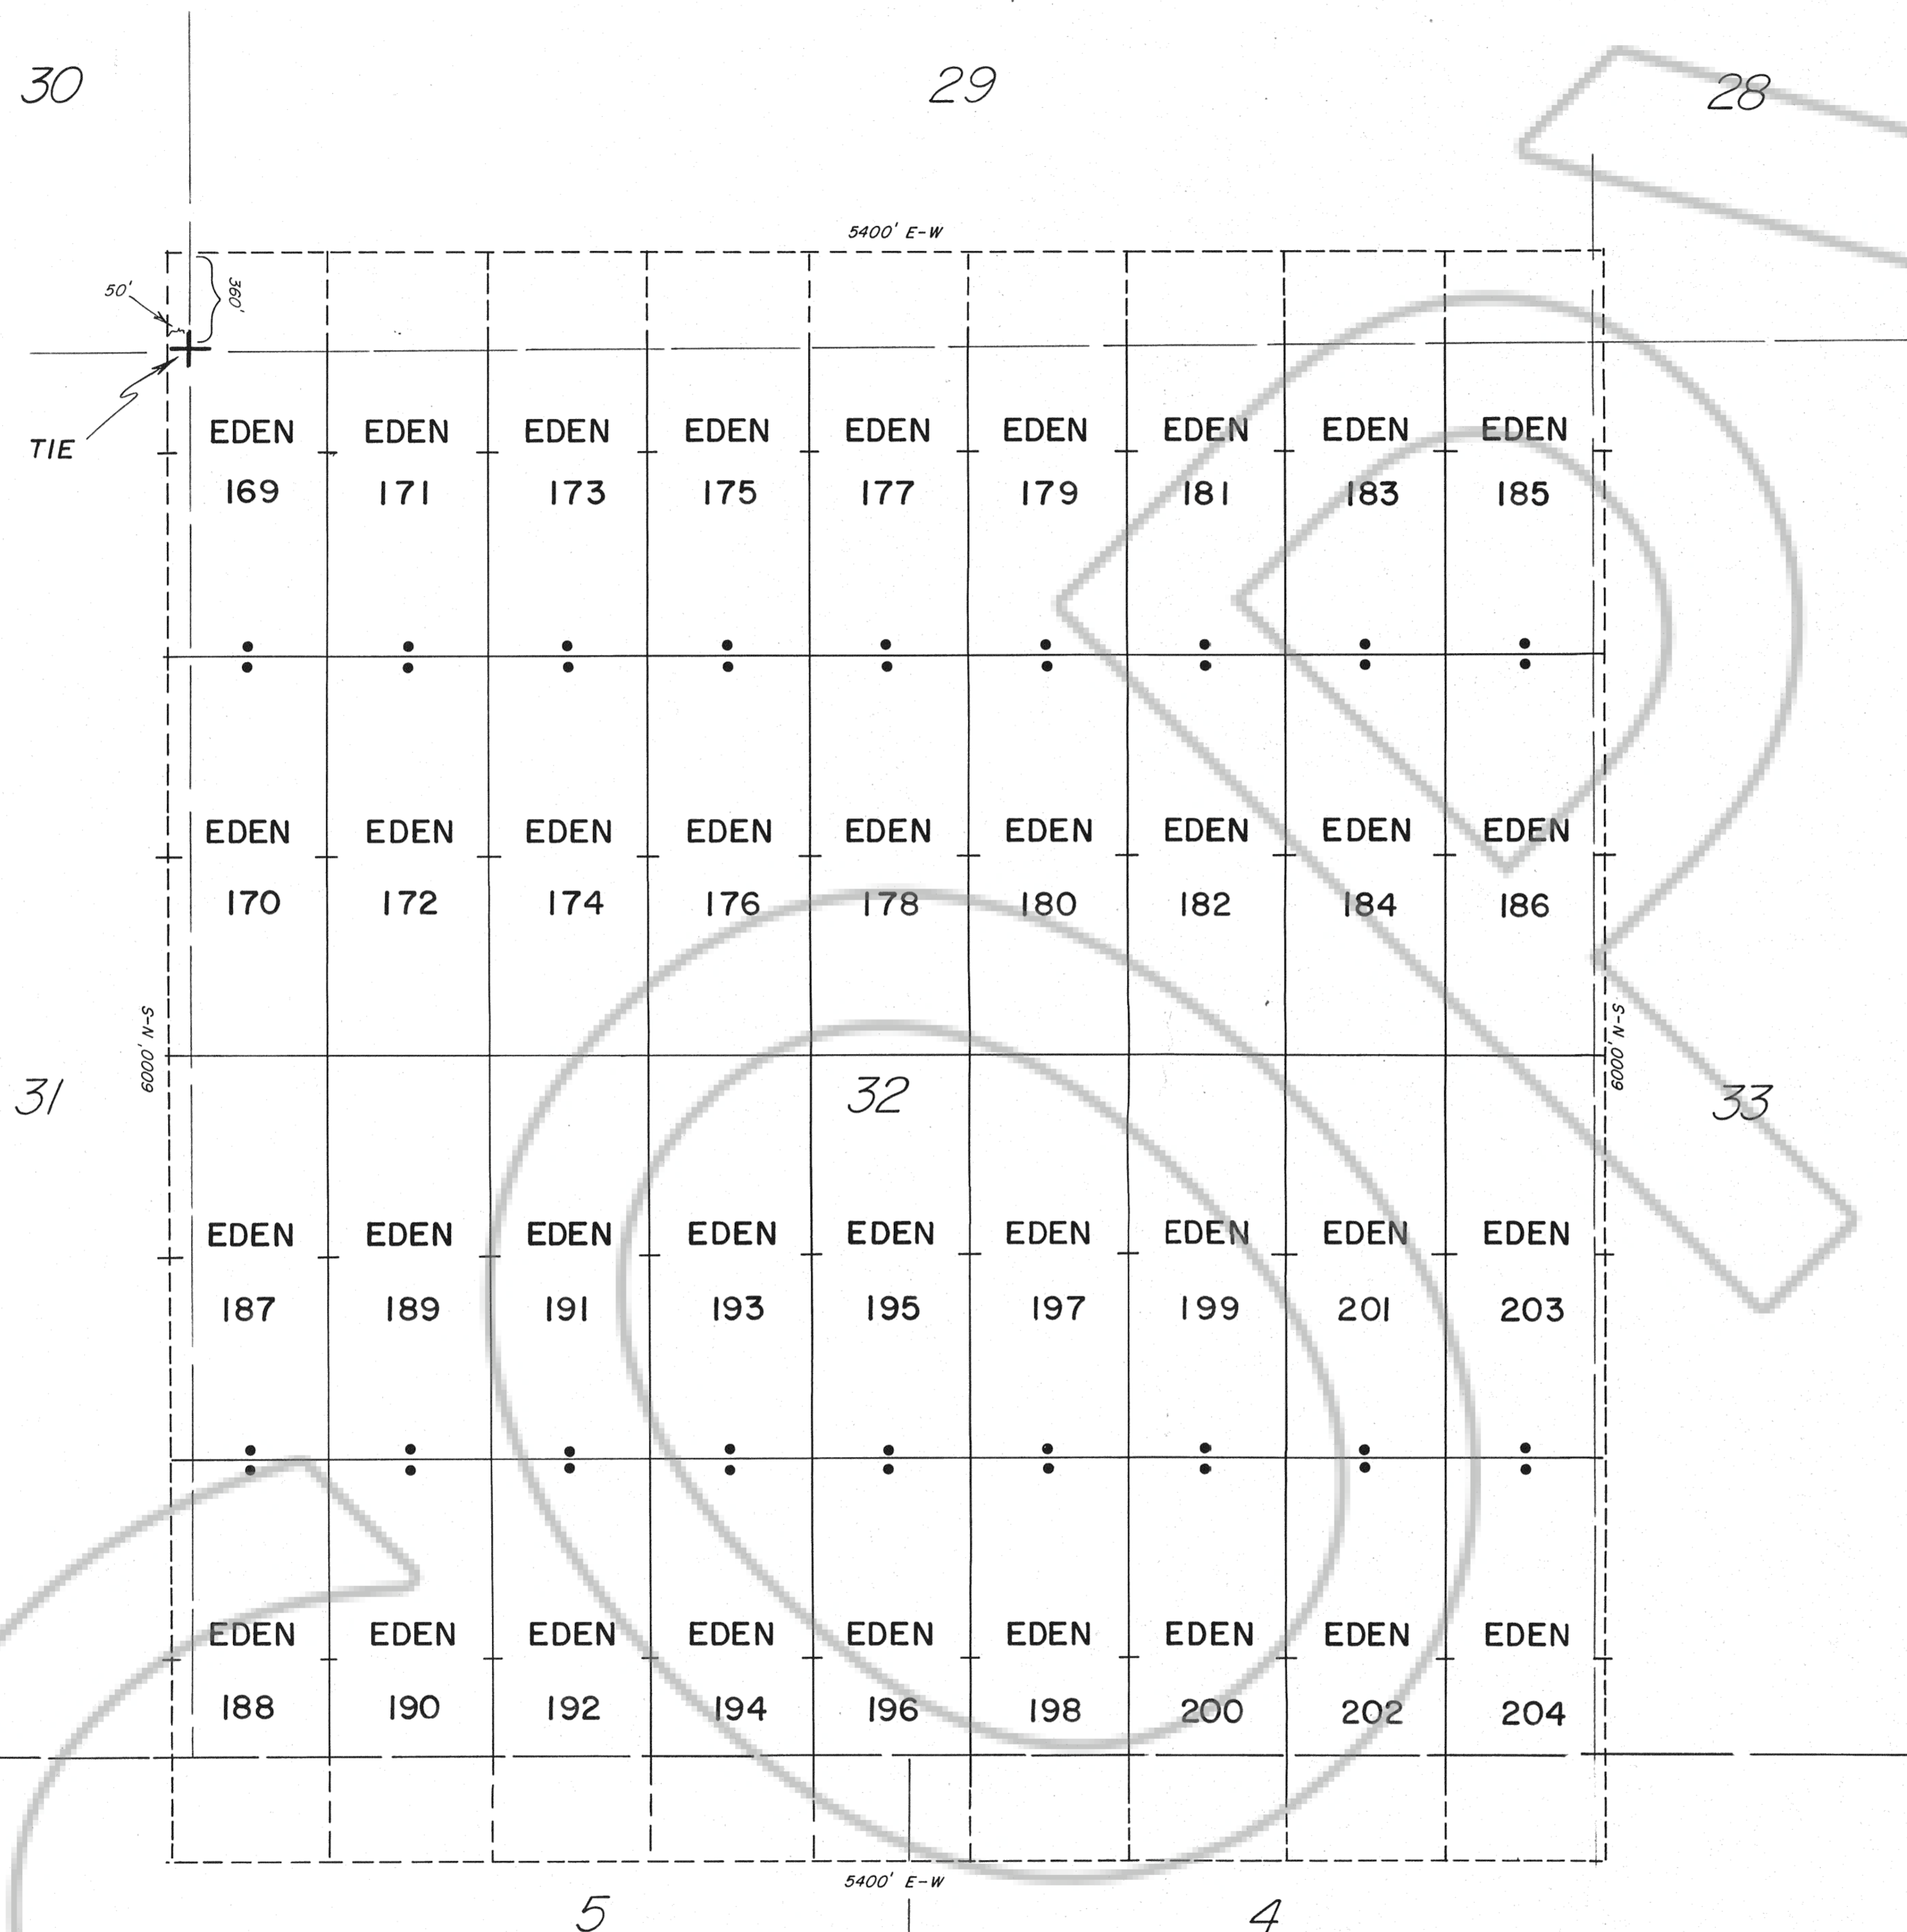 30 29 28
5400' E-W
50' 360'
TIE
EDEN EDEN EDEN EDEN EDEN EDEN EDEN EDEN EDEN
169 171 173 175 177 179 181 183 185
EDEN EDEN EDEN EDEN EDEN EDEN EDEN EDEN EDEN
170 172 174 176 178 180 182 184 186
6000' N-S 6000' N-S
31 32 33
EDEN EDEN EDEN EDEN EDEN EDEN EDEN EDEN EDEN
187 189 191 193 195 197 199 201 203
EDEN EDEN EDEN EDEN EDEN EDEN EDEN EDEN EDEN
188 190 192 194 196 198 200 202 204
5400' E-W
5 4